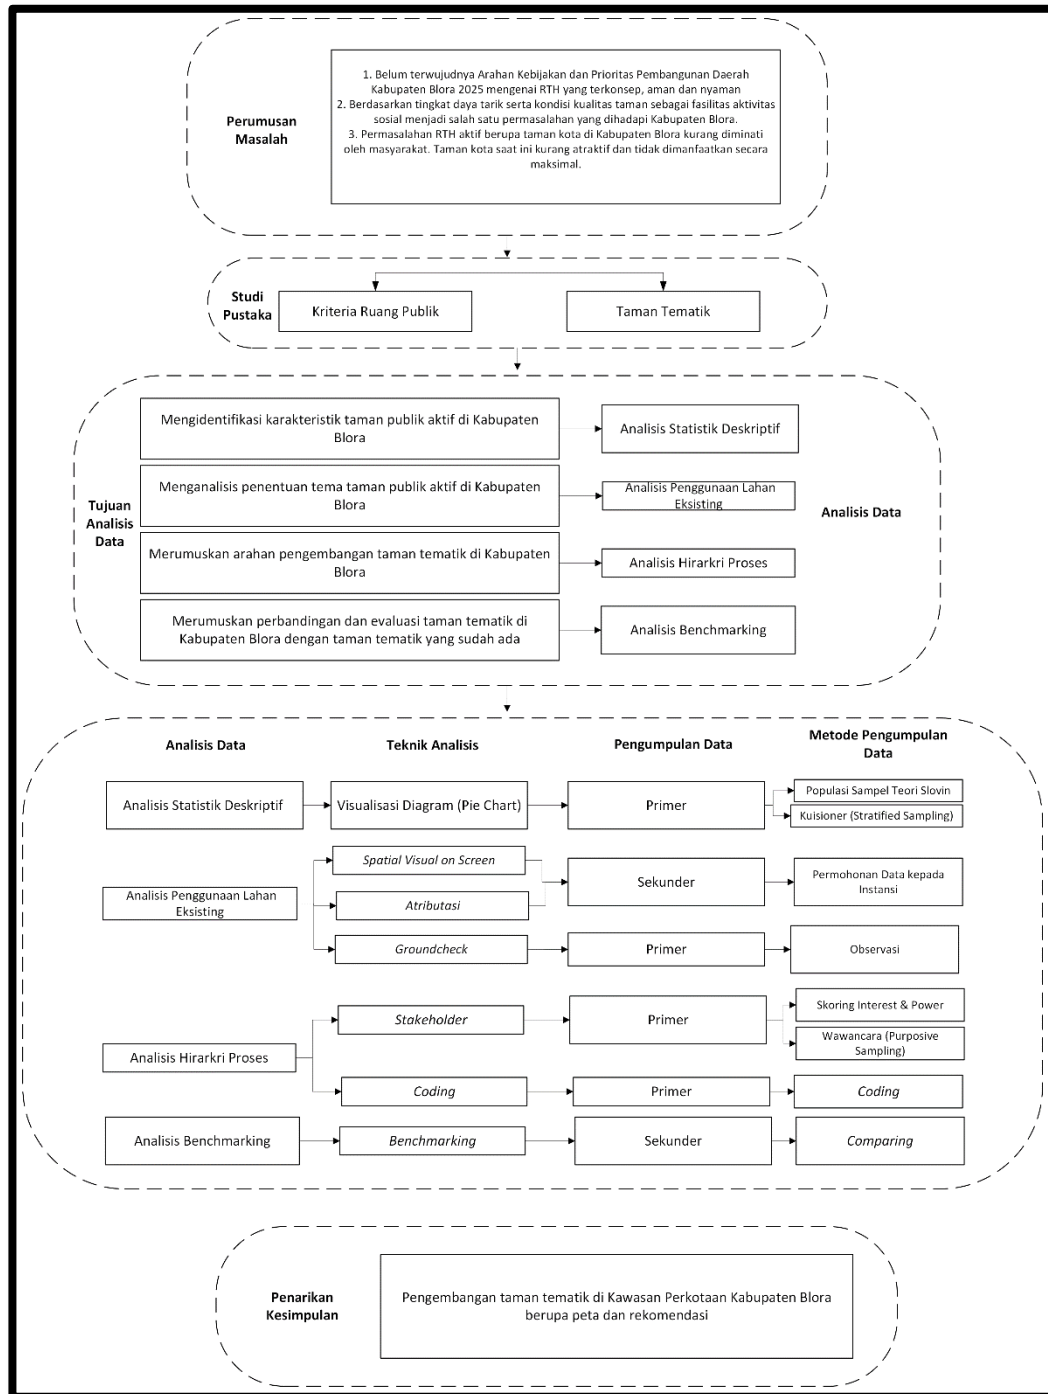 Perumusan
Masalah
1. Belum terwujudnya Arahan Kebijakan dan Prioritas Pembangunan Daerah
Kabupaten Blora 2025 mengenai RTH yang terkonsep, aman dan nyaman
2. Berdasarkan tingkat daya tarik serta kondisi kualitas taman sebagai fasilitas aktivitas
sosial menjadi salah satu permasalahan yang dihadapi Kabupaten Blora.
3. Permasalahan RTH aktif berupa taman kota di Kabupaten Blora kurang diminati
oleh masyarakat. Taman kota saat ini kurang atraktif dan tidak dimanfaatkan secara
maksimal.
Studi
Pustaka
Kriteria Ruang Publik
Taman Tematik
Tujuan
Analisis
Data
Mengidentifikasi karakteristik taman publik aktif di Kabupaten
Blora
Analisis Statistik Deskriptif
Menganalisis penentuan tema taman publik aktif di Kabupaten
Blora
Analisis Penggunaan Lahan
Eksisting
Merumuskan arahan pengembangan taman tematik di Kabupaten
Blora
Analisis Hirarkri Proses
Merumuskan perbandingan dan evaluasi taman tematik di
Kabupaten Blora dengan taman tematik yang sudah ada
Analisis Benchmarking
Analisis Data
Analisis Data
Teknik Analisis
Pengumpulan Data
Metode Pengumpulan
Data
Analisis Statistik Deskriptif
Visualisasi Diagram (Pie Chart)
Primer
Populasi Sampel Teori Slovin
Kuisioner (Stratified Sampling)
Analisis Penggunaan Lahan
Eksisting
Spatial Visual on Screen
Atributasi
Sekunder
Permohonan Data kepada
Instansi
Groundcheck
Primer
Observasi
Analisis Hirarkri Proses
Stakeholder
Primer
Skoring Interest & Power
Wawancara (Purposive
Sampling)
Coding
Primer
Coding
Analisis Benchmarking
Benchmarking
Sekunder
Comparing
Penarikan
Kesimpulan
Pengembangan taman tematik di Kawasan Perkotaan Kabupaten Blora
berupa peta dan rekomendasi